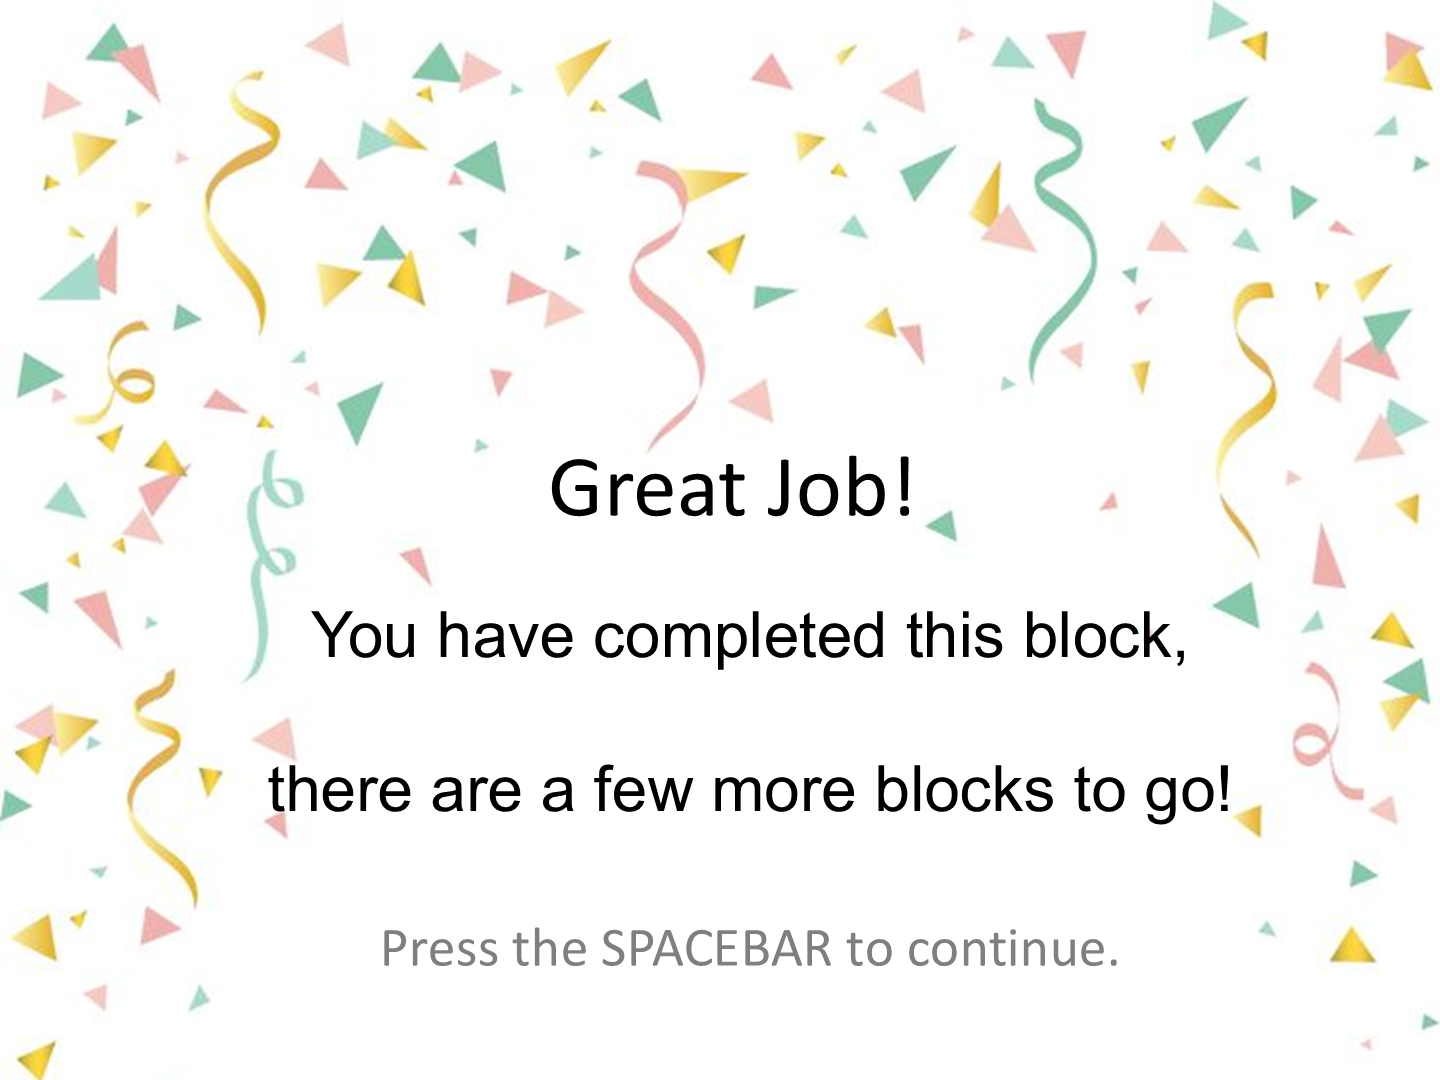 Great Job!
You have completed this block,
there are a few more blocks to go!
Press the SPACEBAR to continue.